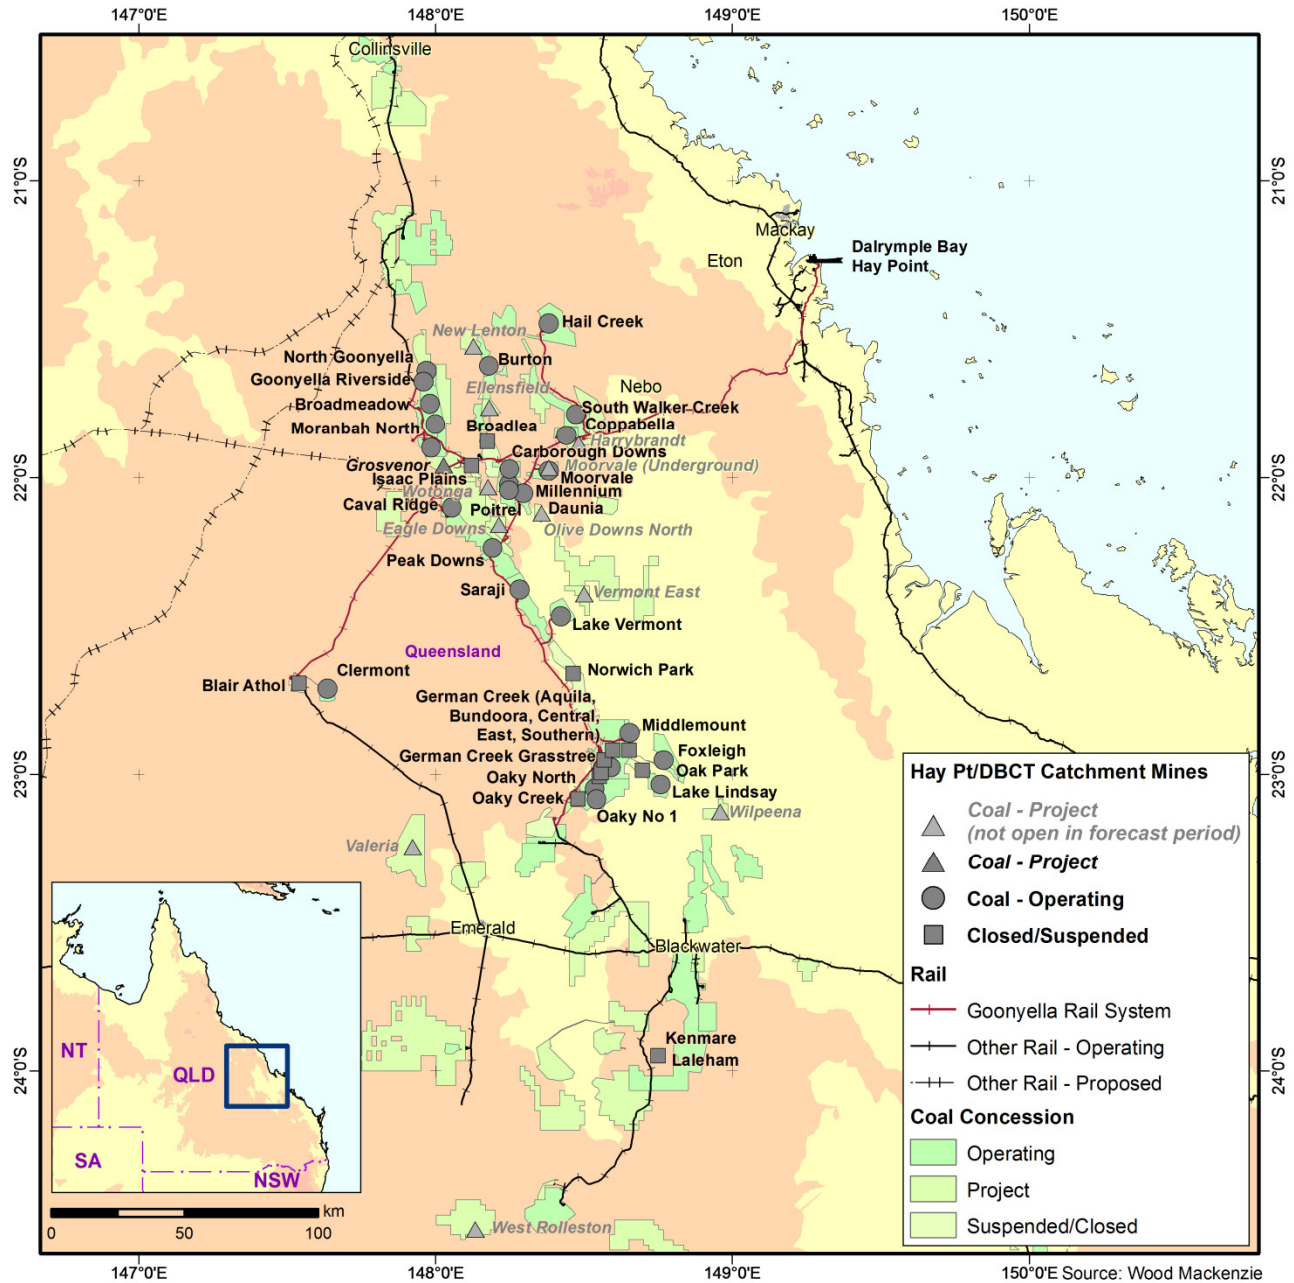 147°0'E
148°0'E
149°0'E
150°0'E
Collinsville
21°0'S
21°0'S
Mackay
Eton
Dalrymple Bay
Hay Point
Hail Creek
New Lenton
North Goonyella
Burton
Goonyella Riverside
Ellensfield
Nebo
Broadmeadow
South Walker Creek
Moranbah North
Broadlea
Coppabella
Harrybrandt
Carborough Downs
Grosvenor
Moorvale (Underground)
22°0'S
22°0'S
Isaac Plains
Moorvale
Wotonga
Millennium
Caval Ridge
Poitrel
Daunia
Eagle Downs
Olive Downs North
Peak Downs
Saraji
Vermont East
Lake Vermont
Queensland
Clermont
Norwich Park
Blair Athol
German Creek (Aquila,
Bundoora, Central,
East, Southern)
Middlemount
German Creek Grasstree
Foxleigh
Oaky North
Oak Park
23°0'S
23°0'S
Oaky Creek
Lake Lindsay
Oaky No 1
Wilpeena
Valeria
Emerald
Blackwater
Kenmare
Laleham
24°0'S
24°0'S
West Rolleston
NT
QLD
SA
NSW
km
0
50
100
Hay Pt/DBCT Catchment Mines
Coal - Project
(not open in forecast period)
Coal - Project
Coal - Operating
Closed/Suspended
Rail
Goonyella Rail System
Other Rail - Operating
Other Rail - Proposed
Coal Concession
Operating
Project
Suspended/Closed
147°0'E
148°0'E
149°0'E
150°0'E
Source: Wood Mackenzie